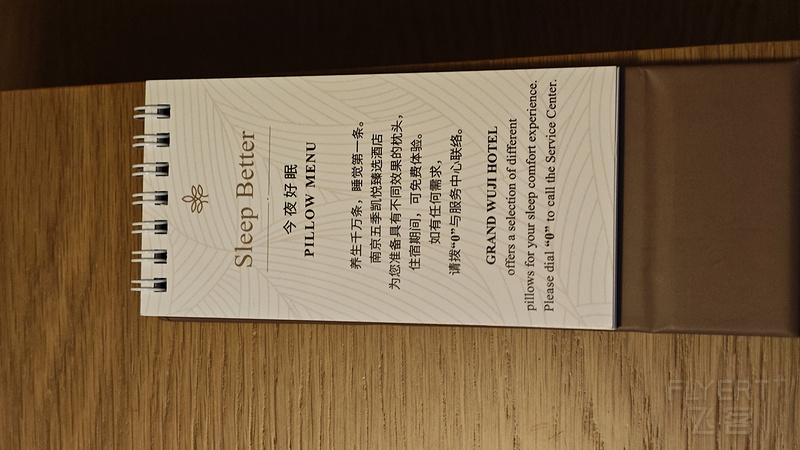 Sleep Better
今夜好眠
PILLOW MENU
养生千万条，睡觉第一条。
南京五季凯悦臻选酒店
为您准备具有不同效果的枕头，
住宿期间，可免费体验。
如有任何需求，
请拨“0”与服务中心联络。
GRAND WUJI HOTEL
offers a selection of different
pillows for your sleep comfort experience.
Please dial “0” to call the Service Center.
FLYERT
飞客